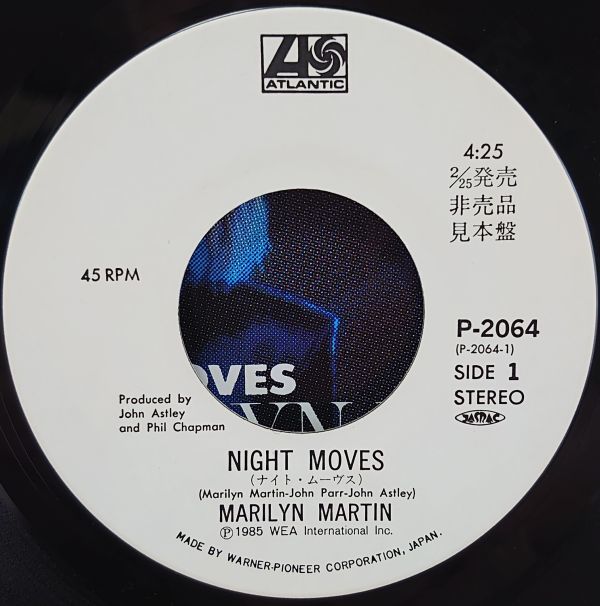 ATLANTIC
4:25
2/25発売
非売品
見本盤
45 RPM
P-2064
(P-2064-1)
SIDE 1
STEREO
JASRAC
Produced by
John Astley
and Phil Chapman
OVES
NIGHT MOVES
(ナイト・ムーヴス)
(Marilyn Martin-John Parr-John Astley)
MARILYN MARTIN
Ⓟ1985 WEA International Inc.
MADE BY WARNER-PIONEER CORPORATION, JAPAN.